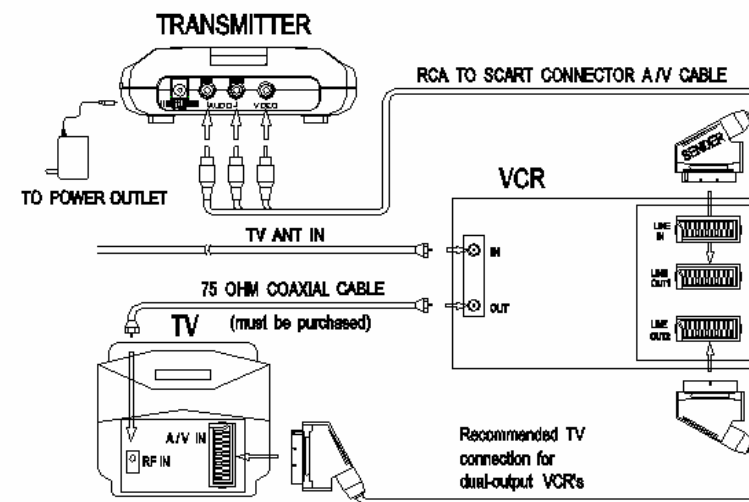 TRANSMITTER
RCA TO SCART CONNECTOR A/V CABLE
AUDIO
VIDEO
SENDER
TO POWER OUTLET
VCR
LINE
IN
TV ANT IN
IN
LINE
OUT1
75 OHM COAXIAL CABLE
OUT
(must be purchased)
TV
LINE
OUT2
A/V IN
RF IN
Recommended TV
connection for
dual-output VCR's